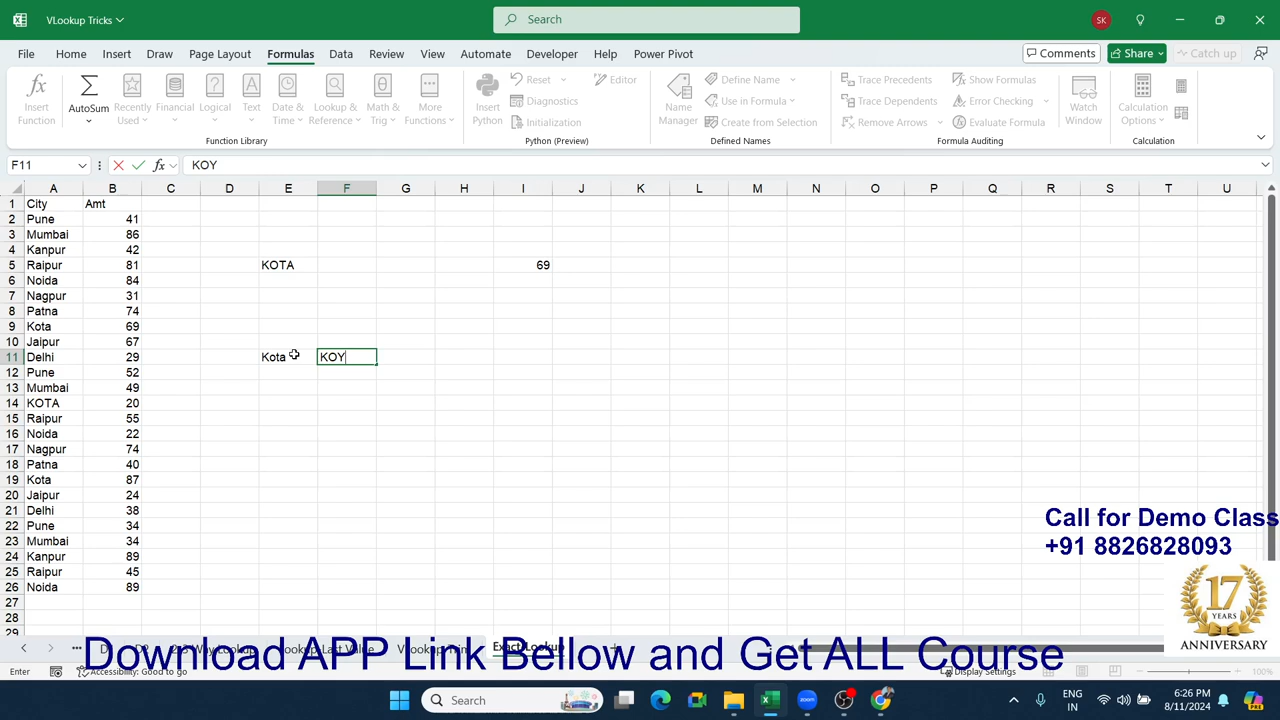 VLookup Tricks
Search
SK
File Home Insert Draw Page Layout Formulas Data Review View Automate Developer Help Power Pivot
Comments Share Catch up
Insert Function
AutoSum
Recently Used
Financial
Logical
Text
Date & Time
Lookup & Reference
Math & Trig
More Functions
Function Library
Insert Python
Reset
Diagnostics
Initialization
Editor
Python (Preview)
Name Manager
Define Name
Use in Formula
Create from Selection
Defined Names
Trace Precedents
Trace Dependents
Remove Arrows
Show Formulas
Error Checking
Evaluate Formula
Formula Auditing
Watch Window
Calculation Options
Calculation
F11 fx KOY
A B C D E F G H I J K L M N O P Q R S T U
1 City Amt
2 Pune 41
3 Mumbai 86
4 Kanpur 42
5 Raipur 81 KOTA 69
6 Noida 84
7 Nagpur 31
8 Patna 74
9 Kota 69
10 Jaipur 67
11 Delhi 29 Kota KOY
12 Pune 52
13 Mumbai 49
14 KOTA 20
15 Raipur 55
16 Noida 22
17 Nagpur 74
18 Patna 40
19 Kota 87
20 Jaipur 24
21 Delhi 38
22 Pune 34
23 Mumbai 34
24 Kanpur 89
25 Raipur 45
26 Noida 89
27
28
29
Call for Demo Class
+91 8826828093
17
YEARS
ANNIVERSARY
Download APP Link Bellow and Get ALL Course
Enter Accessibility: Good to go Display Settings 100%
Search
ENG
IN
6:26 PM
8/11/2024